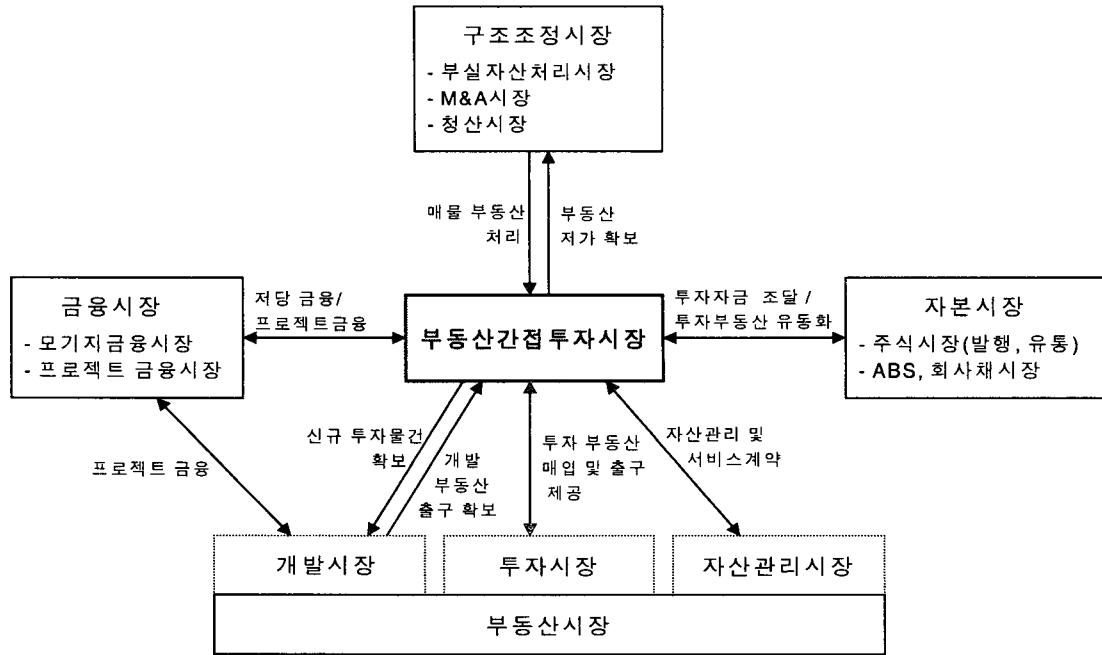 구조조정시장
- 부실자산처리시장
- M&A시장
- 청산시장
매물 부동산
처리
부동산
저가 확보
금융시장
- 모기지금융시장
- 프로젝트 금융시장
저당 금융/
프로젝트금융
부동산간접투자시장
투자자금 조달 /
투자부동산 유동화
자본시장
- 주식시장(발행, 유통)
- ABS, 회사채시장
프로젝트 금융
신규 투자물건
확보
개발
부동산
출구 확보
투자 부동산
매입 및 출구
제공
자산관리 및
서비스계약
개발시장
투자시장
자산관리시장
부동산시장